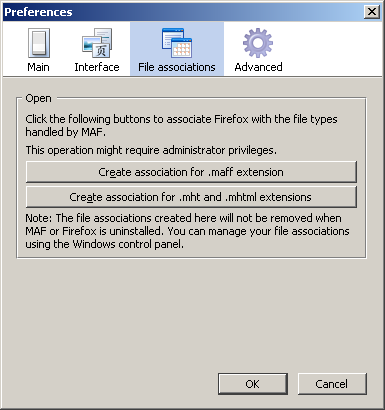 Preferences
Main
Interface
File associations
Advanced
Open
Click the following buttons to associate Firefox with the file types
handled by MAF.
This operation might require administrator privileges.
Create association for .maff extension
Create association for .mht and .mhtml extensions
Note: The file associations created here will not be removed when
MAF or Firefox is uninstalled. You can manage your file associations
using the Windows control panel.
OK
Cancel